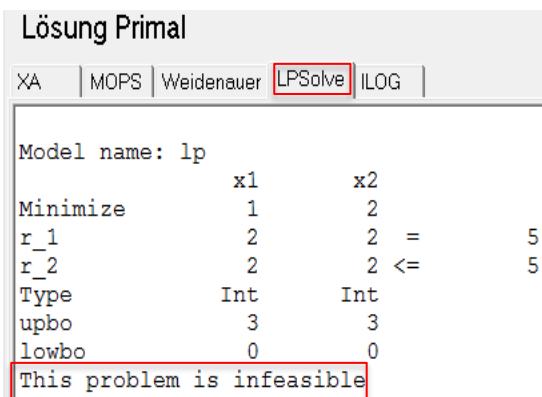 Lösung Primal
XA MOPS Weidenauer LPSolve ILOG
Model name: lp
x1 x2
Minimize 1 2
r_1 2 2 = 5
r_2 2 2 <= 5
Type Int Int
upbo 3 3
lowbo 0 0
This problem is infeasible